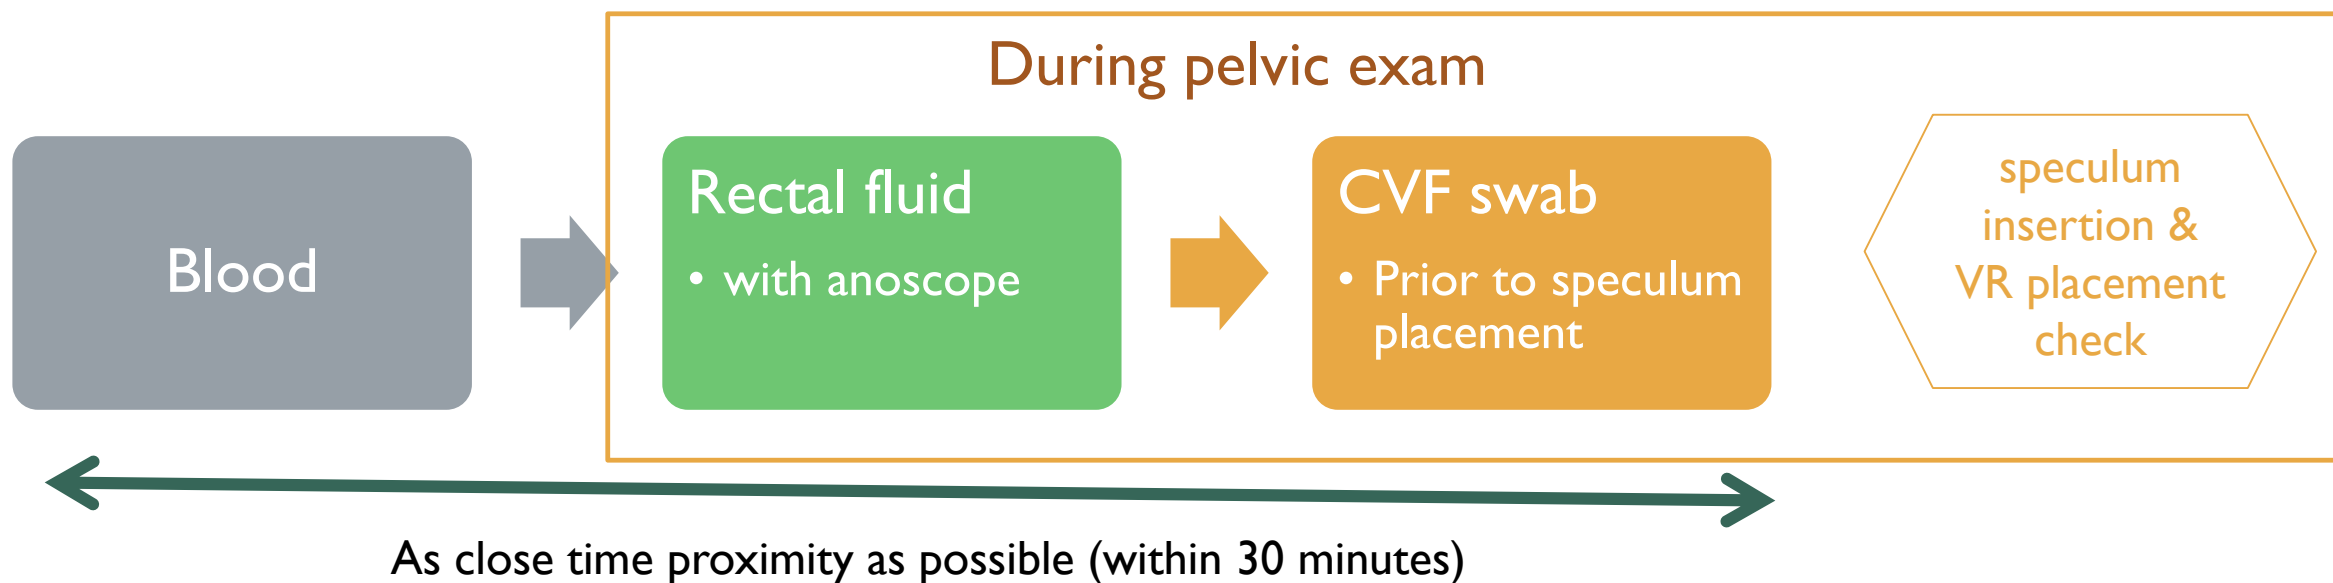 During pelvic exam
Blood
Rectal fluid
• with anoscope
CVF swab
• Prior to speculum
placement
speculum
insertion &
VR placement
check
As close time proximity as possible (within 30 minutes)